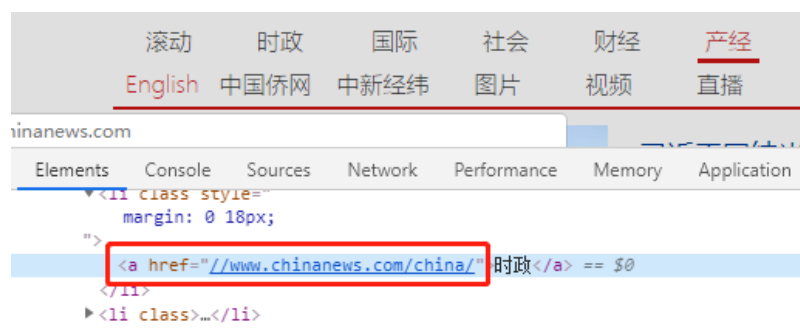 滚动 时政 国际 社会 财经 产经
English 中国侨网 中新经纬 图片 视频 直播
hinanews.com
Elements Console Sources Network Performance Memory Application
▼<li class style="
margin: 0 18px;
">
<a href="//www.chinanews.com/china/">时政</a> == $0
</li>
▶<li class>…</li>